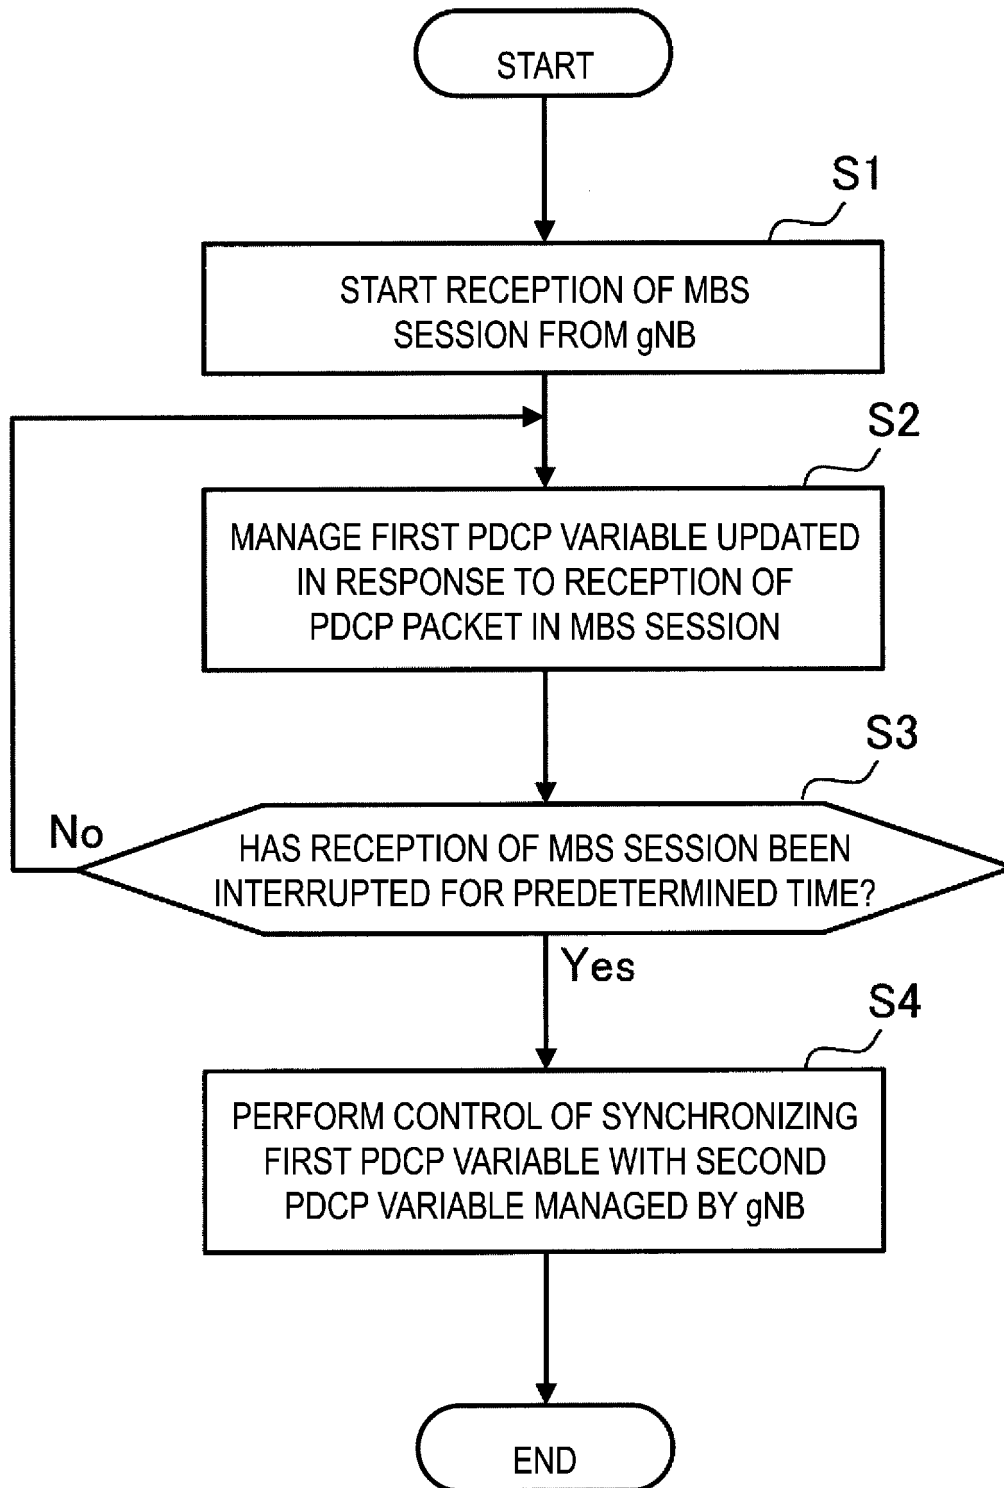 START
S1
START RECEPTION OF MBS
SESSION FROM gNB
S2
MANAGE FIRST PDCP VARIABLE UPDATED
IN RESPONSE TO RECEPTION OF
PDCP PACKET IN MBS SESSION
S3
No
HAS RECEPTION OF MBS SESSION BEEN
INTERRUPTED FOR PREDETERMINED TIME?
Yes
S4
PERFORM CONTROL OF SYNCHRONIZING
FIRST PDCP VARIABLE WITH SECOND
PDCP VARIABLE MANAGED BY gNB
END